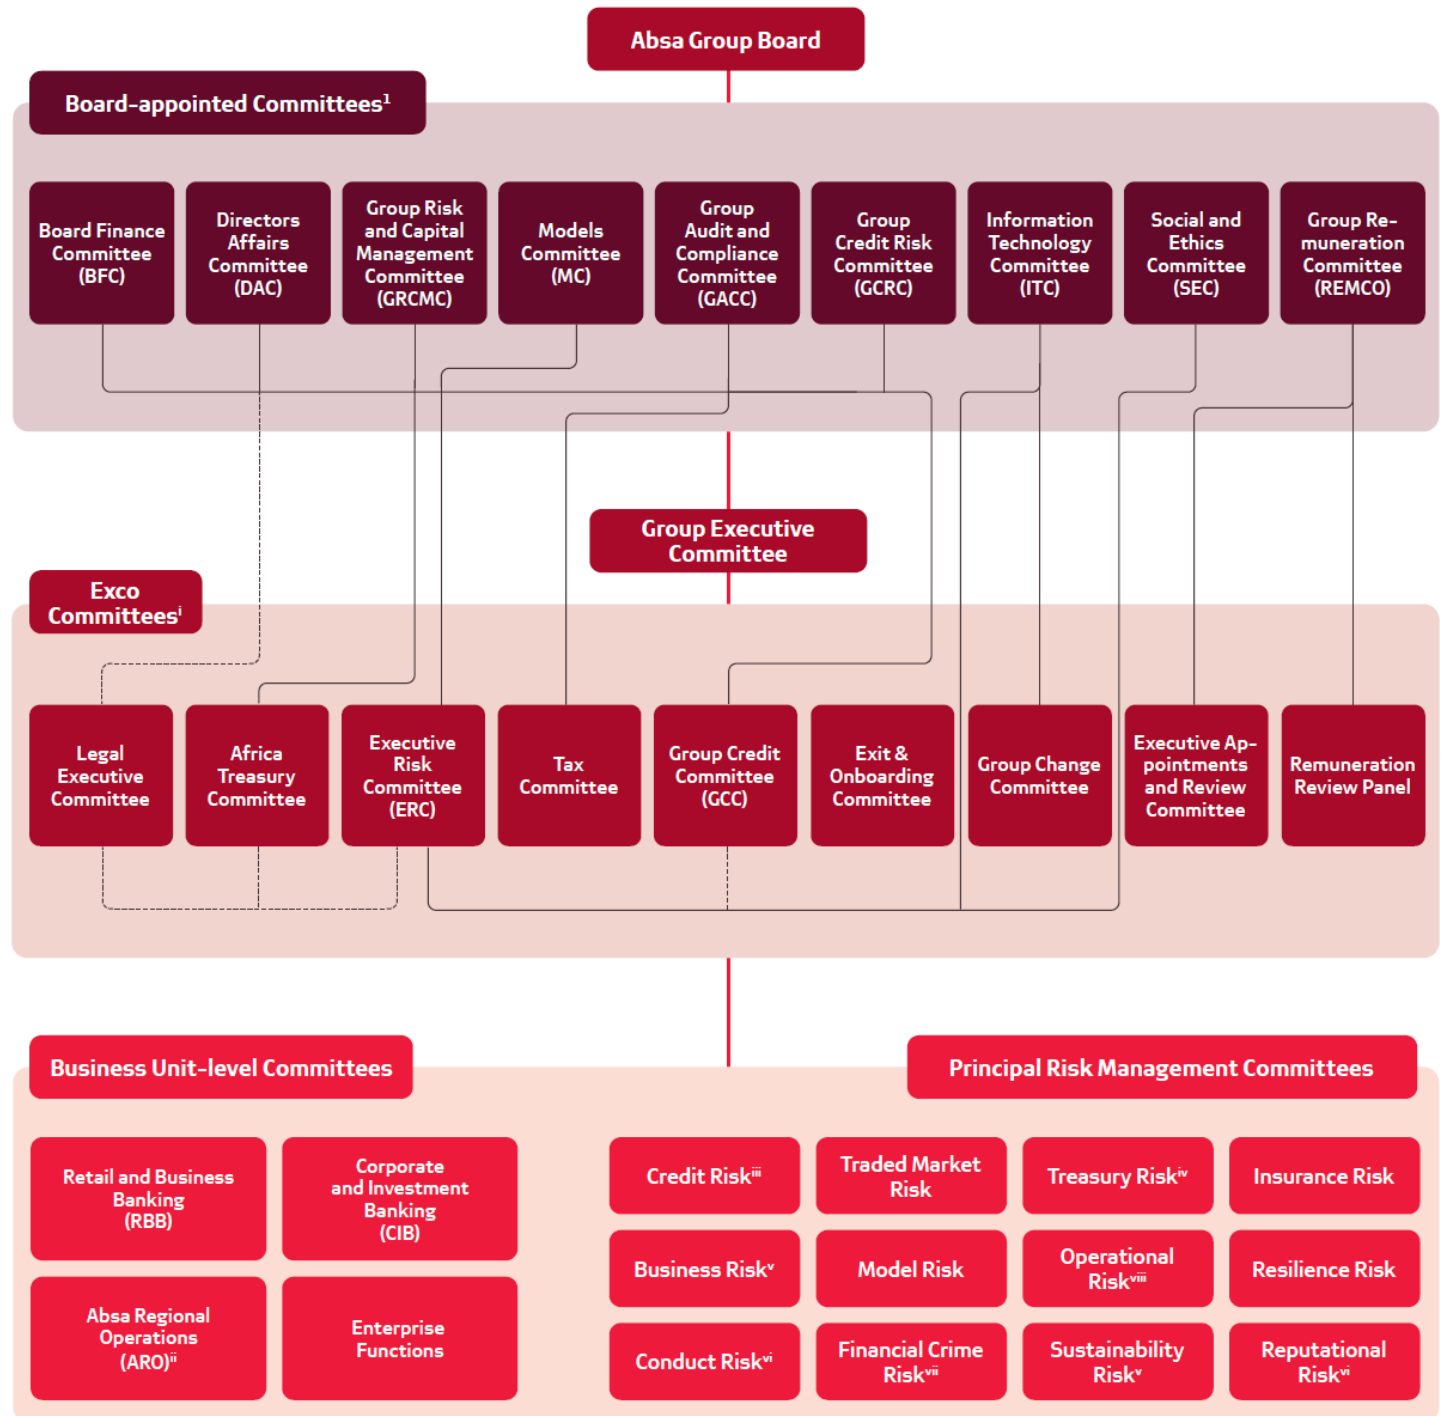 Absa Group Board
Board-appointed Committees¹
Board Finance
Committee
(BFC)
Directors
Affairs
Committee
(DAC)
Group Risk
and Capital
Management
Committee
(GRCMC)
Models
Committee
(MC)
Group
Audit and
Compliance
Committee
(GACC)
Group
Credit Risk
Committee
(GCRC)
Information
Technology
Committee
(ITC)
Social and
Ethics
Committee
(SEC)
Group Re-
muneration
Committee
(REMCO)
Group Executive
Committee
Exco
Committeesⁱ
Legal
Executive
Committee
Africa
Treasury
Committee
Executive
Risk
Committee
(ERC)
Tax
Committee
Group Credit
Committee
(GCC)
Exit &
Onboarding
Committee
Group Change
Committee
Executive Ap-
pointments
and Review
Committee
Remuneration
Review Panel
Business Unit-level Committees
Retail and Business
Banking
(RBB)
Corporate
and Investment
Banking
(CIB)
Absa Regional
Operations
(ARO)ⁱⁱ
Enterprise
Functions
Principal Risk Management Committees
Credit Riskⁱⁱⁱ
Traded Market
Risk
Treasury Riskⁱᵛ
Insurance Risk
Business Riskᵛ
Model Risk
Operational
Riskᵛⁱⁱⁱ
Resilience Risk
Conduct Riskᵛⁱ
Financial Crime
Riskᵛⁱⁱ
Sustainability
Riskᵛ
Reputational
Riskᵛⁱ